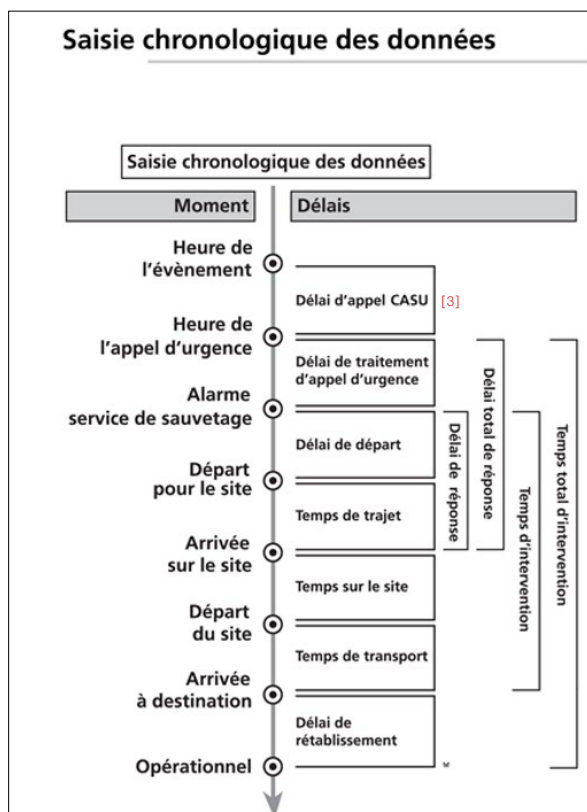 Saisie chronologique des données
Saisie chronologique des données
Moment
Délais
Heure de
l'évènement
Délai d'appel CASU
[3]
Heure de
l'appel d'urgence
Délai de traitement
d'appel d'urgence
Alarme
service de sauvetage
Délai de départ
Départ
pour le site
Temps de trajet
Arrivée
sur le site
Temps sur le site
Départ
du site
Temps de transport
Arrivée
à destination
Délai de
rétablissement
Opérationnel
Délai de réponse
Délai total de réponse
Temps d'intervention
Temps total d'intervention